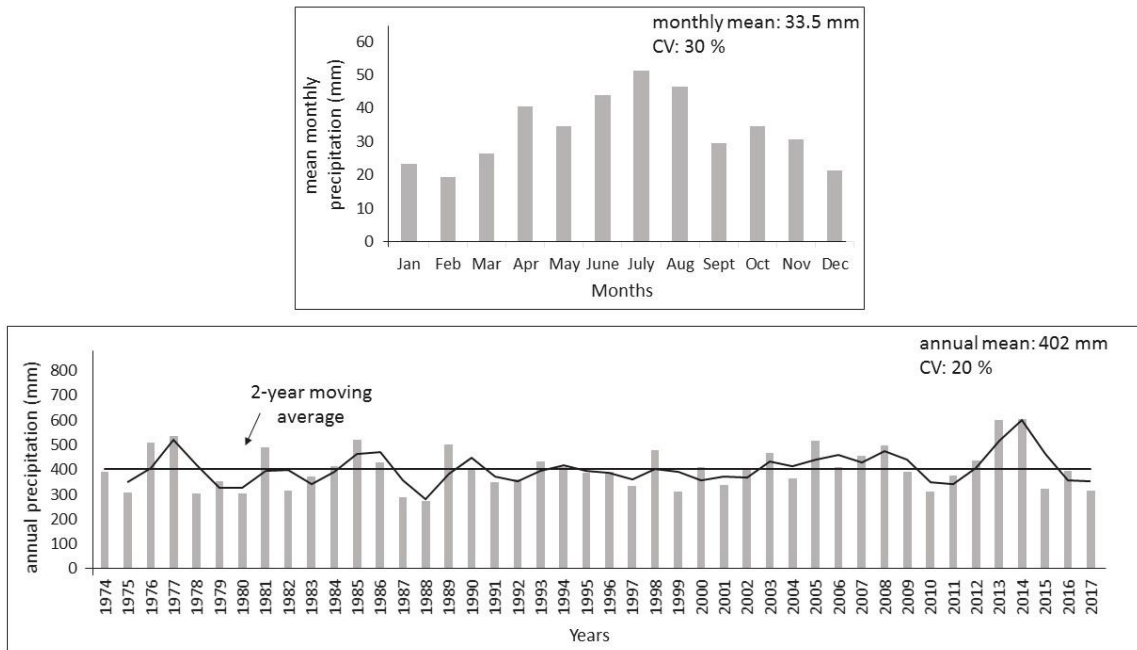 monthly mean: 33.5 mm
CV: 30 %
mean monthly
precipitation (mm)
60
50
40
30
20
10
0
Jan Feb Mar Apr May June July Aug Sept Oct Nov Dec
Months
annual mean: 402 mm
CV: 20 %
2-year moving
average
annual precipitation (mm)
800
700
600
500
400
300
200
100
0
1974 1975 1976 1977 1978 1979 1980 1981 1982 1983 1984 1985 1986 1987 1988 1989 1990 1991 1992 1993 1994 1995 1996 1997 1998 1999 2000 2001 2002 2003 2004 2005 2006 2007 2008 2009 2010 2011 2012 2013 2014 2015 2016 2017
Years